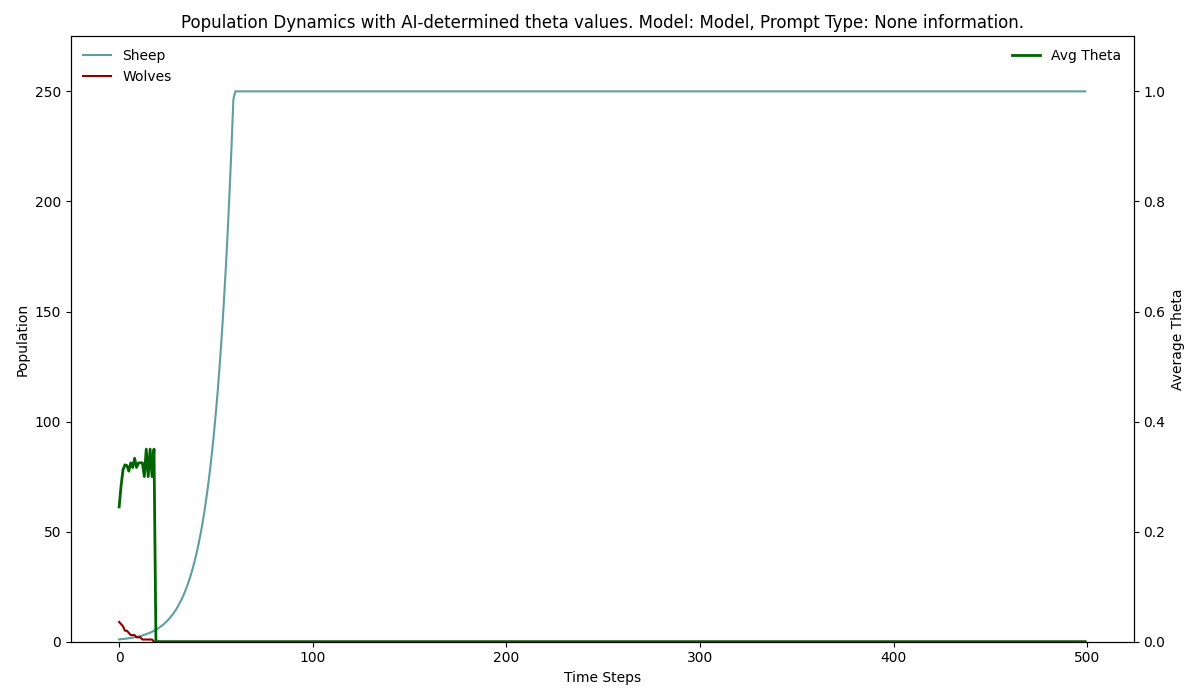 Population Dynamics with AI-determined theta values. Model: Model, Prompt Type: None information.
Sheep
Wolves
Avg Theta
250
200
150
100
50
0
Population
1.0
0.8
0.6
0.4
0.2
0.0
Average Theta
0
100
200
300
400
500
Time Steps